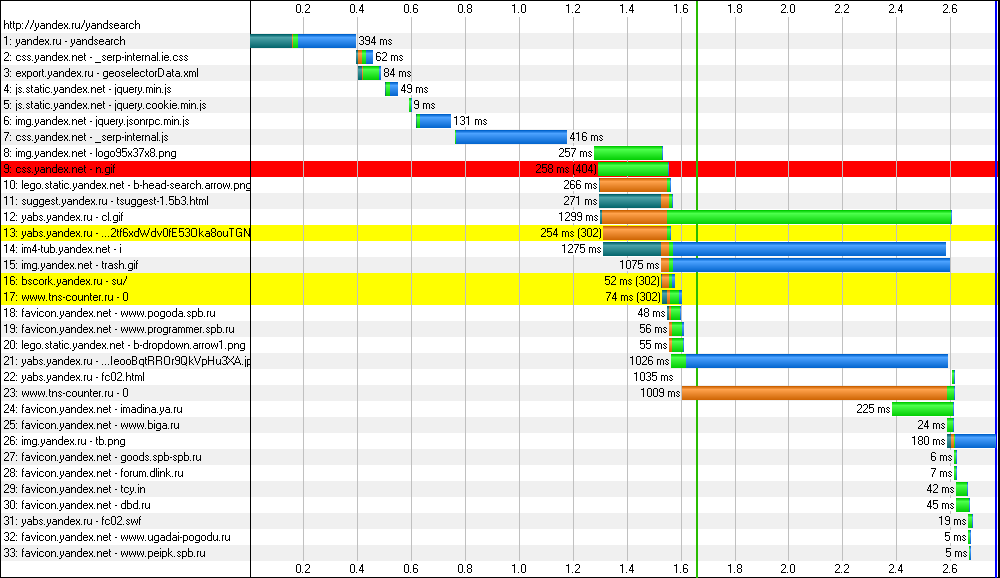 0.2 0.4 0.6 0.8 1.0 1.2 1.4 1.6 1.8 2.0 2.2 2.4 2.6
http://yandex.ru/yandsearch
1: yandex.ru - yandsearch 394 ms
2: css.yandex.net - _serp-internal.ie.css 62 ms
3: export.yandex.ru - geoselectorData.xml 84 ms
4: js.static.yandex.net - jquery.min.js 49 ms
5: js.static.yandex.net - jquery.cookie.min.js 9 ms
6: img.yandex.net - jquery.jsonrpc.min.js 131 ms
7: css.yandex.net - _serp-internal.js 416 ms
8: img.yandex.net - logo95x37x8.png 257 ms
9: css.yandex.net - n.gif 258 ms (404)
10: lego.static.yandex.net - b-head-search.arrow.png 266 ms
11: suggest.yandex.ru - tsuggest-1.5b3.html 271 ms
12: yabs.yandex.ru - cl.gif 1299 ms
13: yabs.yandex.ru - ...2tf6xdWdv0fE53Oka8ouTGN 254 ms (302)
14: im4-tub.yandex.net - i 1275 ms
15: img.yandex.net - trash.gif 1075 ms
16: bscork.yandex.ru - su/ 52 ms (302)
17: www.tns-counter.ru - 0 74 ms (302)
18: favicon.yandex.net - www.pogoda.spb.ru 48 ms
19: favicon.yandex.net - www.programmer.spb.ru 56 ms
20: lego.static.yandex.net - b-dropdown.arrow1.png 55 ms
21: yabs.yandex.ru - ...leooBqtRROr9QkVpHu3XA.jp 1026 ms
22: yabs.yandex.ru - fc02.html 1035 ms
23: www.tns-counter.ru - 0 1009 ms
24: favicon.yandex.net - imadina.ya.ru 225 ms
25: favicon.yandex.net - www.biga.ru 24 ms
26: img.yandex.ru - tb.png 180 ms
27: favicon.yandex.net - goods.spb-spb.ru 6 ms
28: favicon.yandex.net - forum.dlink.ru 7 ms
29: favicon.yandex.net - tcy.in 42 ms
30: favicon.yandex.net - dbd.ru 45 ms
31: yabs.yandex.ru - fc02.swf 19 ms
32: favicon.yandex.net - www.ugadai-pogodu.ru 5 ms
33: favicon.yandex.net - www.peipk.spb.ru 5 ms
0.2 0.4 0.6 0.8 1.0 1.2 1.4 1.6 1.8 2.0 2.2 2.4 2.6